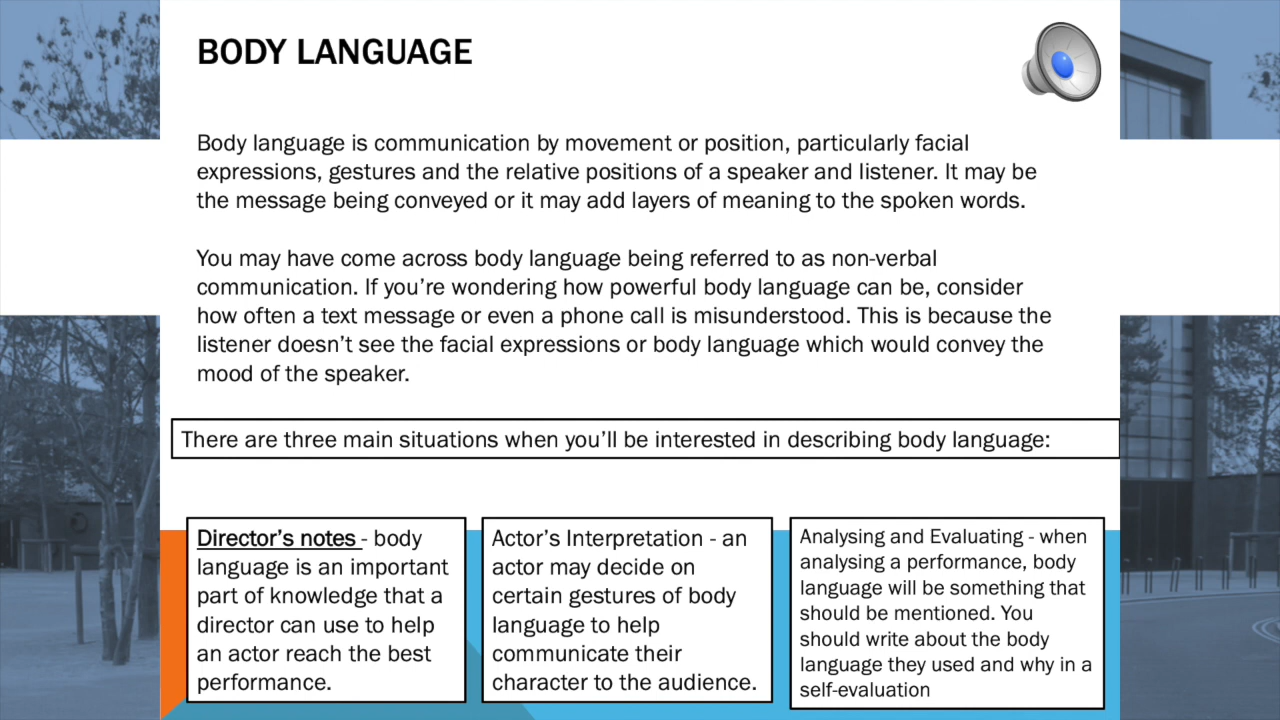 BODY LANGUAGE
Body language is communication by movement or position, particularly facial
expressions, gestures and the relative positions of a speaker and listener. It may be
the message being conveyed or it may add layers of meaning to the spoken words.
You may have come across body language being referred to as non-verbal
communication. If you're wondering how powerful body language can be, consider
how often a text message or even a phone call is misunderstood. This is because the
listener doesn't see the facial expressions or body language which would convey the
mood of the speaker.
There are three main situations when you'll be interested in describing body language:
Director's notes - body
language is an important
part of knowledge that a
director can use to help
an actor reach the best
performance.
Actor's Interpretation - an
actor may decide on
certain gestures of body
language to help
communicate their
character to the audience.
Analysing and Evaluating - when
analysing a performance, body
language will be something that
should be mentioned. You
should write about the body
language they used and why in a
self-evaluation